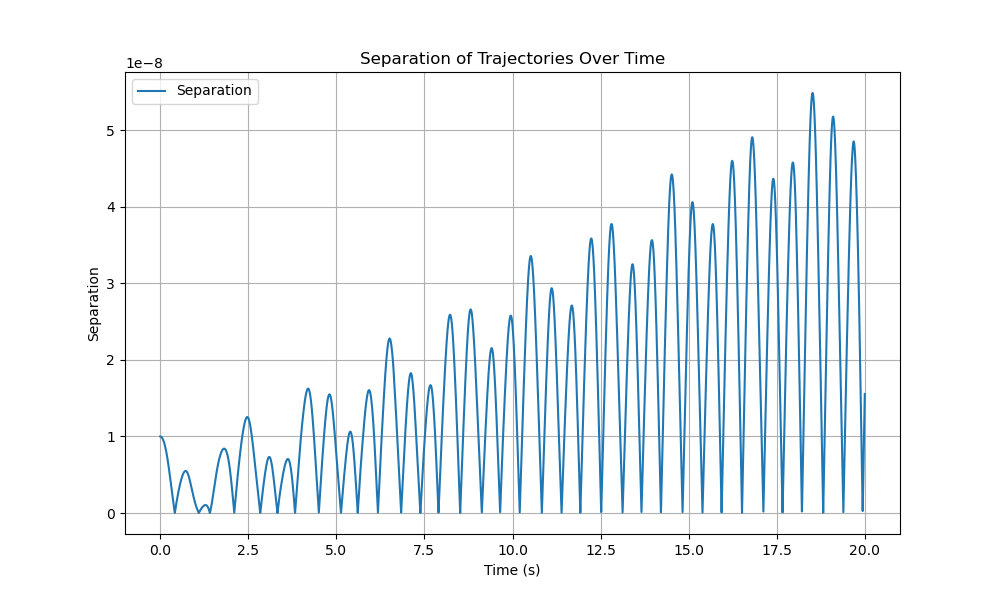 Separation of Trajectories Over Time
1e−8
Separation
5
4
3
2
1
0
Separation
0.0 2.5 5.0 7.5 10.0 12.5 15.0 17.5 20.0
Time (s)